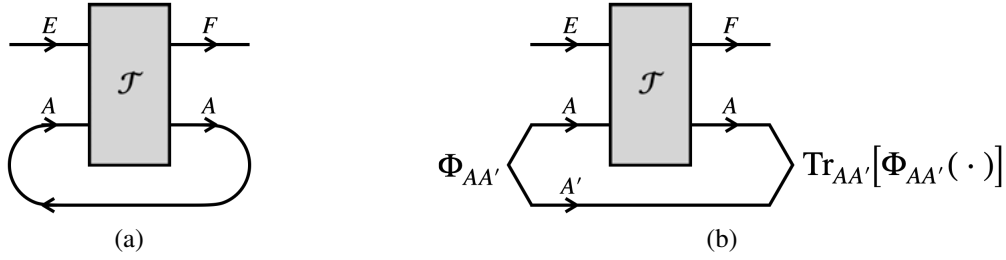 E F E F
𝒯 𝒯
A A A A
Φ_{AA′} Tr_{AA′}[Φ_{AA′}( · )]
A′
(a) (b)